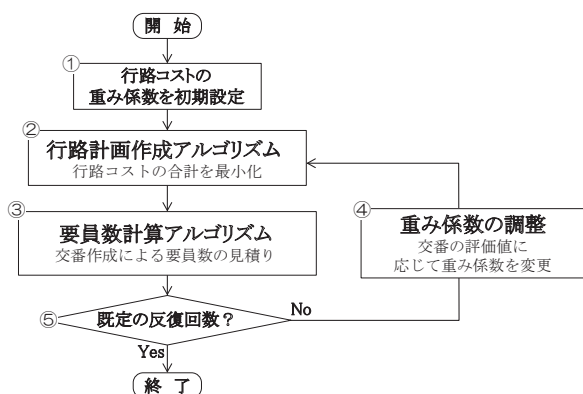 開 始
①
行路コストの
重み係数を初期設定
②
行路計画作成アルゴリズム
行路コストの合計を最小化
③
要員数計算アルゴリズム
交番作成による要員数の見積り
④
重み係数の調整
交番の評価値に
応じて重み係数を変更
⑤
既定の反復回数？
No
Yes
終 了